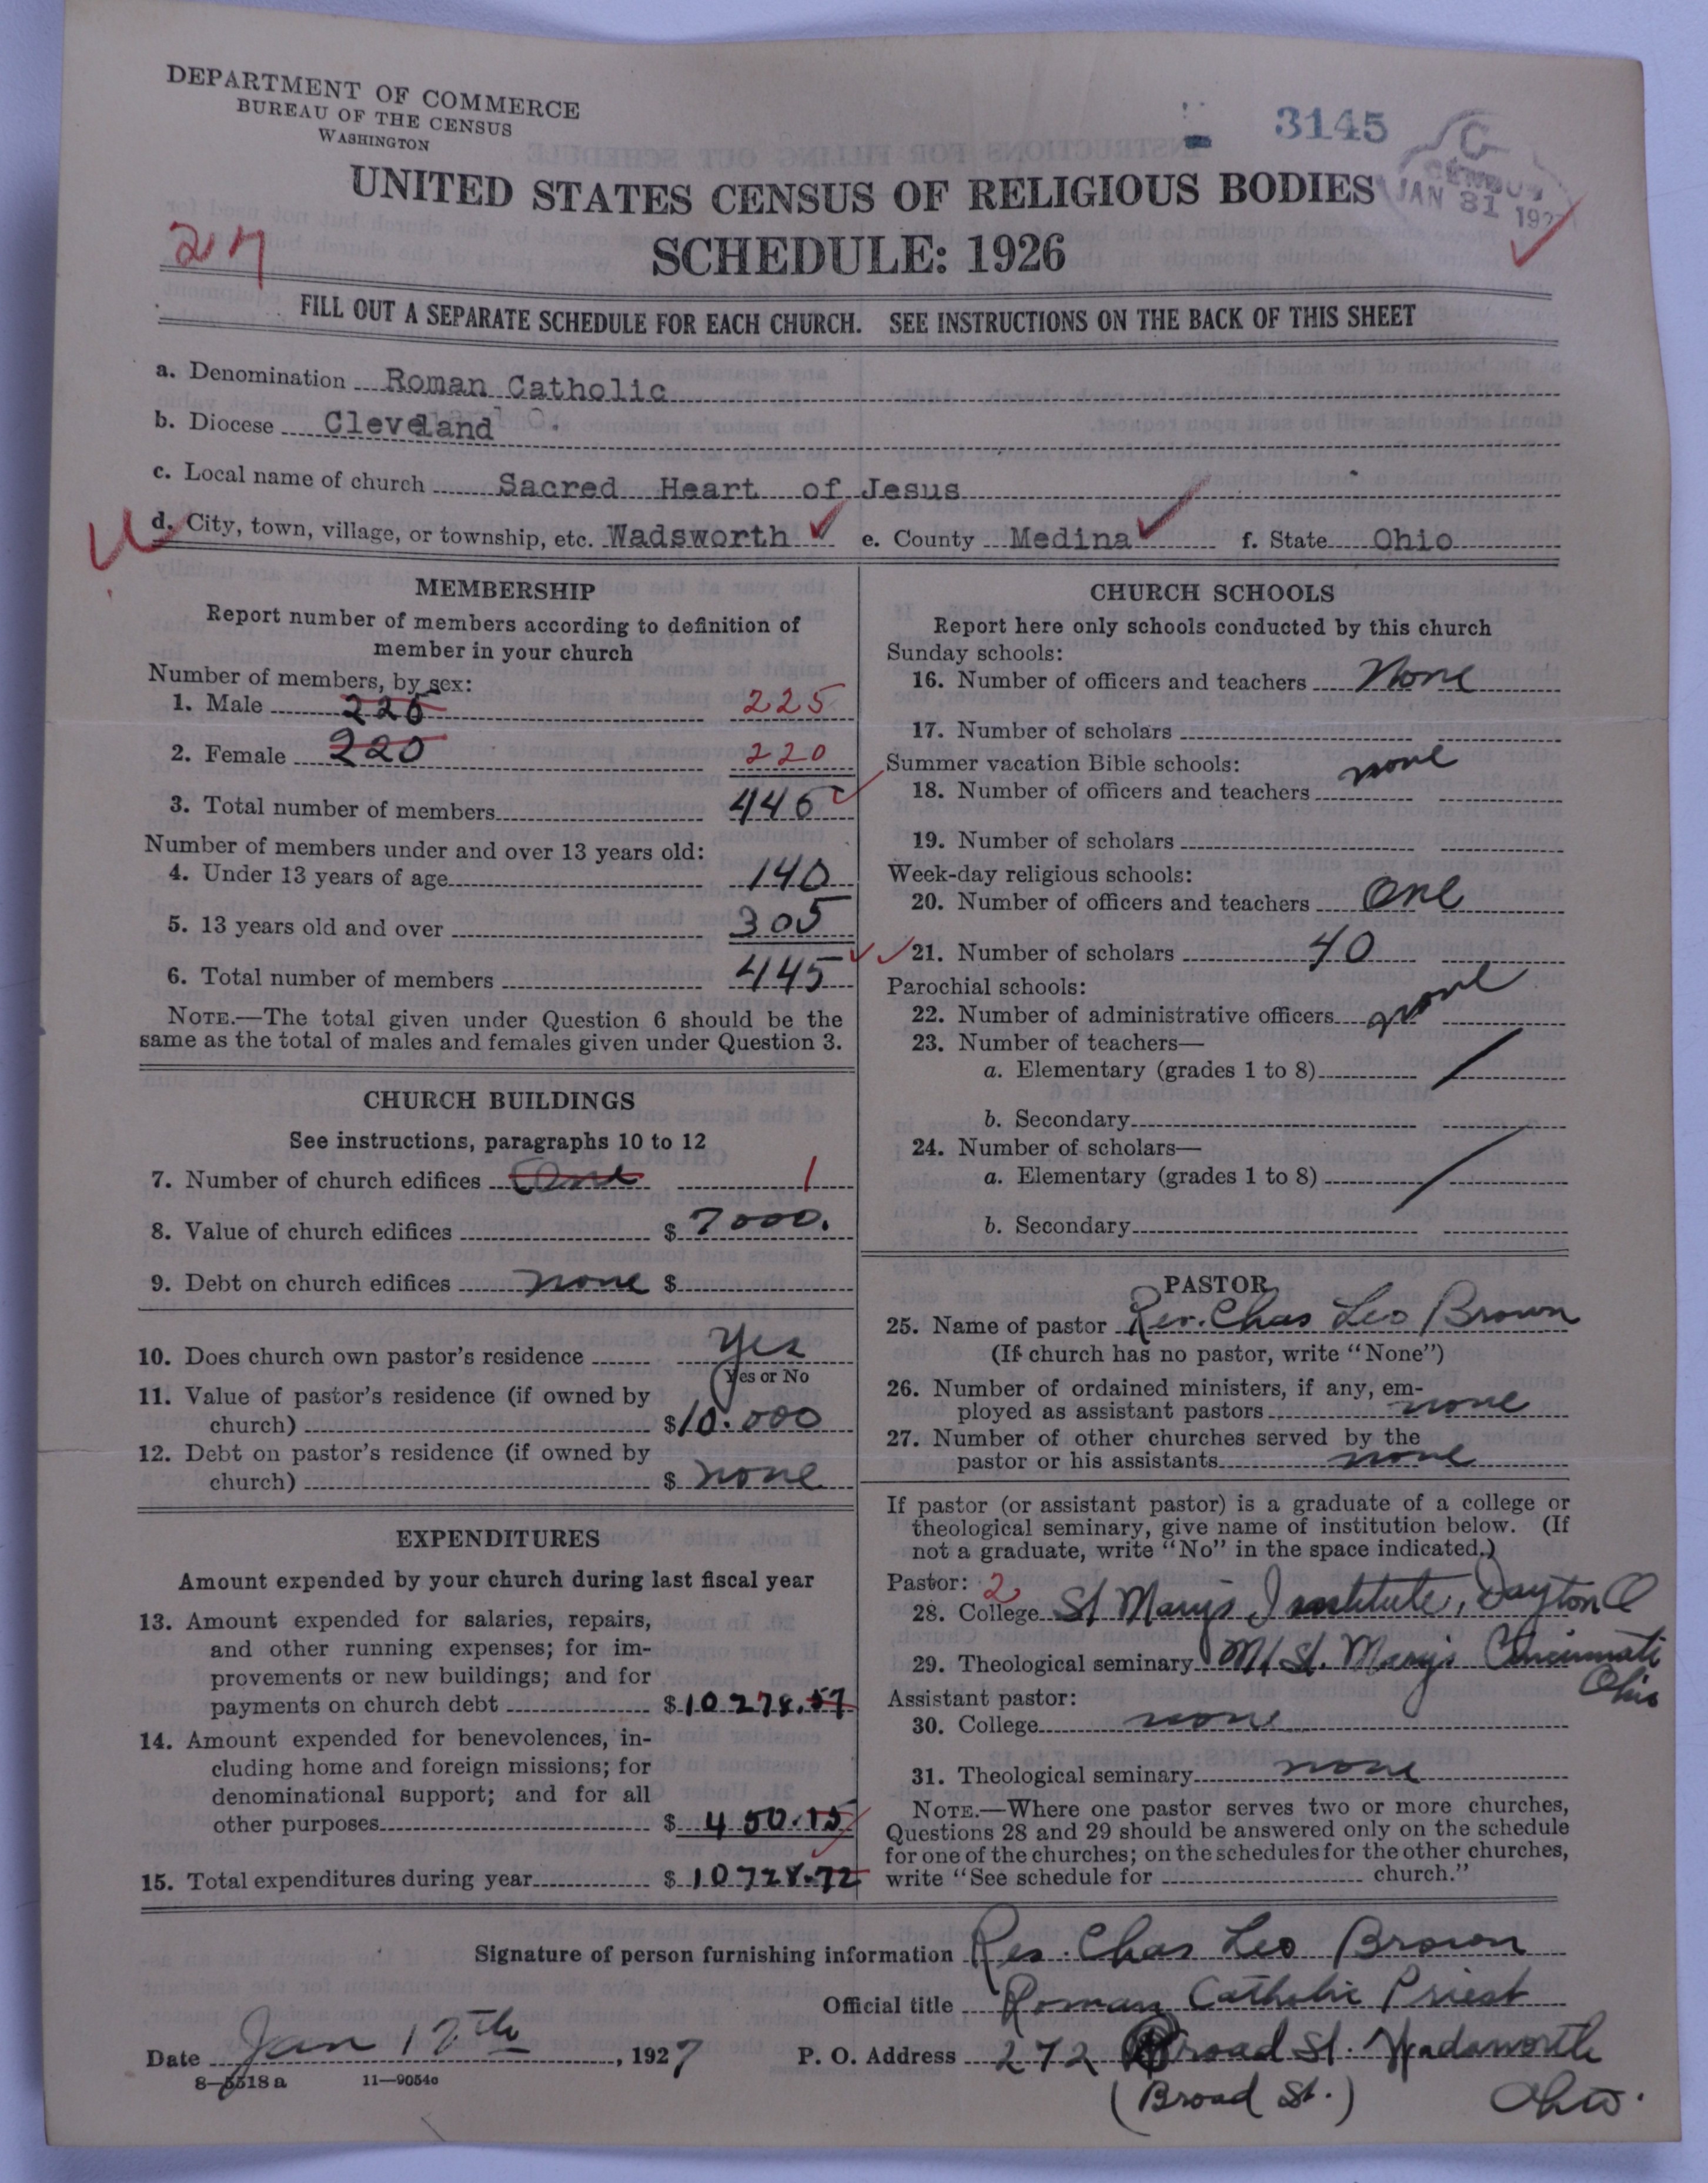 DEPARTMENT OF COMMERCE
BUREAU OF THE CENSUS
WASHINGTON
3145
C
CENSUS
JAN 31 192
UNITED STATES CENSUS OF RELIGIOUS BODIES
SCHEDULE: 1926
FILL OUT A SEPARATE SCHEDULE FOR EACH CHURCH. SEE INSTRUCTIONS ON THE BACK OF THIS SHEET
a. Denomination Roman Catholic
b. Diocese Cleveland O.
c. Local name of church Sacred Heart of Jesus
d. City, town, village, or township, etc. Wadsworth e. County Medina f. State Ohio
MEMBERSHIP
Report number of members according to definition of
member in your church
Number of members, by sex:
1. Male 225 225
2. Female 220 220
3. Total number of members 445
Number of members under and over 13 years old:
4. Under 13 years of age 140
5. 13 years old and over 305
6. Total number of members 445
NOTE.—The total given under Question 6 should be the
same as the total of males and females given under Question 3.
CHURCH BUILDINGS
See instructions, paragraphs 10 to 12
7. Number of church edifices One 1
8. Value of church edifices $ 7000.
9. Debt on church edifices none $
10. Does church own pastor's residence Yes
Yes or No
11. Value of pastor's residence (if owned by
church) $10.000
12. Debt on pastor's residence (if owned by
church) $ none
EXPENDITURES
Amount expended by your church during last fiscal year
13. Amount expended for salaries, repairs,
and other running expenses; for im-
provements or new buildings; and for
payments on church debt $10278.57
14. Amount expended for benevolences, in-
cluding home and foreign missions; for
denominational support; and for all
other purposes $ 450.15
15. Total expenditures during year $ 10728.72
CHURCH SCHOOLS
Report here only schools conducted by this church
Sunday schools:
16. Number of officers and teachers None
17. Number of scholars
Summer vacation Bible schools:
18. Number of officers and teachers none
19. Number of scholars
Week-day religious schools:
20. Number of officers and teachers One
21. Number of scholars 40
Parochial schools:
22. Number of administrative officers none
23. Number of teachers—
a. Elementary (grades 1 to 8)
b. Secondary
24. Number of scholars—
a. Elementary (grades 1 to 8)
b. Secondary
PASTOR
25. Name of pastor Rev. Chas Leo Brown
(If church has no pastor, write "None")
26. Number of ordained ministers, if any, em-
ployed as assistant pastors none
27. Number of other churches served by the
pastor or his assistants none
If pastor (or assistant pastor) is a graduate of a college or
theological seminary, give name of institution below. (If
not a graduate, write "No" in the space indicated.)
Pastor: 2
28. College St Mary's Institute, Dayton O
29. Theological seminary Mt St. Mary's Cincinnati
Ohio
Assistant pastor:
30. College none
31. Theological seminary none
NOTE.—Where one pastor serves two or more churches,
Questions 28 and 29 should be answered only on the schedule
for one of the churches; on the schedules for the other churches,
write "See schedule for church."
Signature of person furnishing information Rev. Chas Leo Brown
Official title Roman Catholic Priest
Date Jan 12th, 1927 P. O. Address 272 Broad St. Wadsworth
(Broad St.) Ohio.
8—5518a 11—9054c